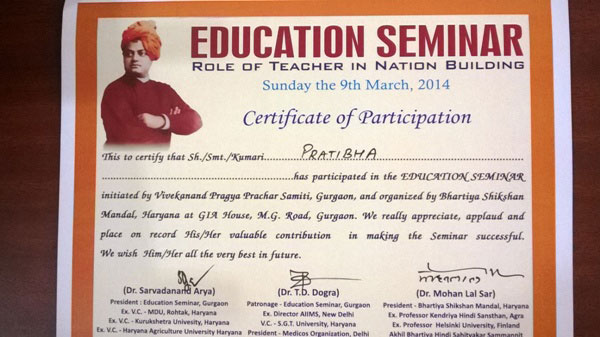 EDUCATION SEMINAR
ROLE OF TEACHER IN NATION BUILDING
Sunday the 9th March, 2014
Certificate of Participation
This to certify that Sh./Smt./Kumari PRATIBHA
has participated in the EDUCATION SEMINAR
initiated by Vivekanand Pragya Prachar Samiti, Gurgaon, and organized by Bhartiya Shikshan
Mandal, Haryana at GIA House, M.G. Road, Gurgaon. We really appreciate, applaud and
place on record His/Her valuable contribution in making the Seminar successful.
We wish Him/Her all the very best in future.
(Dr. Sarvadanand Arya) (Dr. T.D. Dogra) (Dr. Mohan Lal Sar)
President : Education Seminar, Gurgaon Patronage - Education Seminar, Gurgaon President - Bhartiya Shikshan Mandal, Haryana
Ex. V.C. - MDU, Rohtak, Haryana Ex. Director AIIMS, New Delhi Ex. Professor Kendriya Hindi Sansthan, Agra
Ex. V.C. - Kurukshetra Univesity, Haryana V.C. - S.G.T. University, Haryana Ex. Professor Helsinki University, Finland
Ex. V.C. - Haryana Agriculture University Haryana President - Medicos Organization, Delhi Akhil Bhartiya Hindi Sahityakar Sammannit